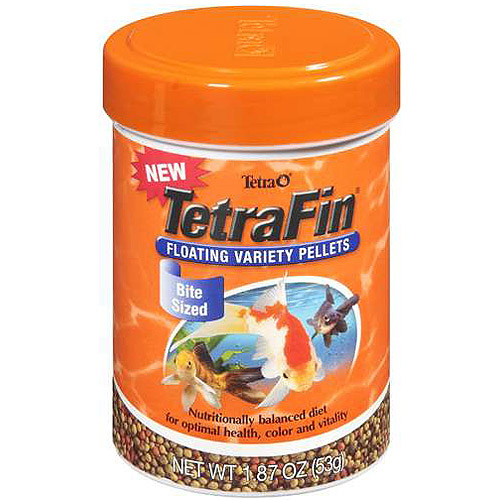 Tetra
NEW
Tetra
TetraFin®
FLOATING VARIETY PELLETS
Bite
Sized
Nutritionally balanced diet
for optimal health, color and vitality
NET WT 1.87 OZ (53g)